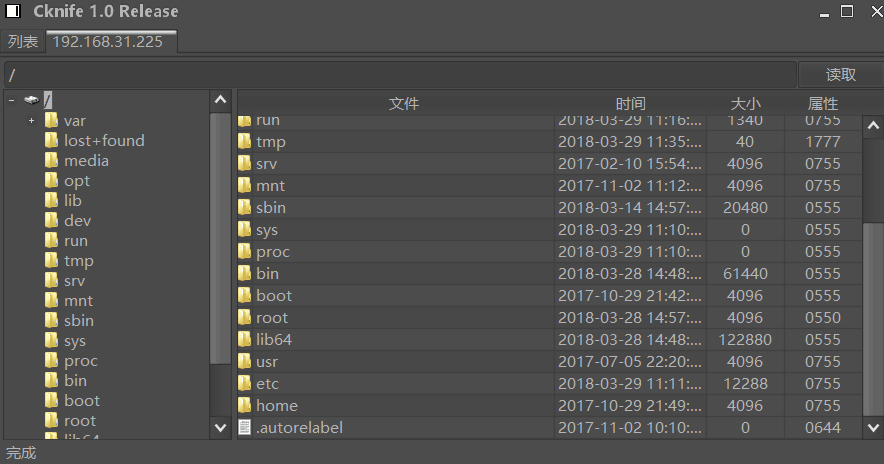 Cknife 1.0 Release
列表 192.168.31.225
/ 读取
/
var
lost+found
media
opt
lib
dev
run
tmp
srv
mnt
sbin
sys
proc
bin
boot
root
lib64
文件 时间 大小 属性
run 2018-03-29 11:16:... 1340 0755
tmp 2018-03-29 11:35:... 40 1777
srv 2017-02-10 15:54:... 4096 0755
mnt 2017-11-02 11:12:... 4096 0755
sbin 2018-03-14 14:57:... 20480 0555
sys 2018-03-29 11:10:... 0 0555
proc 2018-03-29 11:10:... 0 0555
bin 2018-03-28 14:48:... 61440 0555
boot 2017-10-29 21:42:... 4096 0555
root 2018-03-28 14:57:... 4096 0550
lib64 2018-03-28 14:48:... 122880 0555
usr 2017-07-05 22:20:... 4096 0755
etc 2018-03-29 11:11:... 12288 0755
home 2017-10-29 21:49:... 4096 0755
.autorelabel 2017-11-02 10:10:... 0 0644
完成